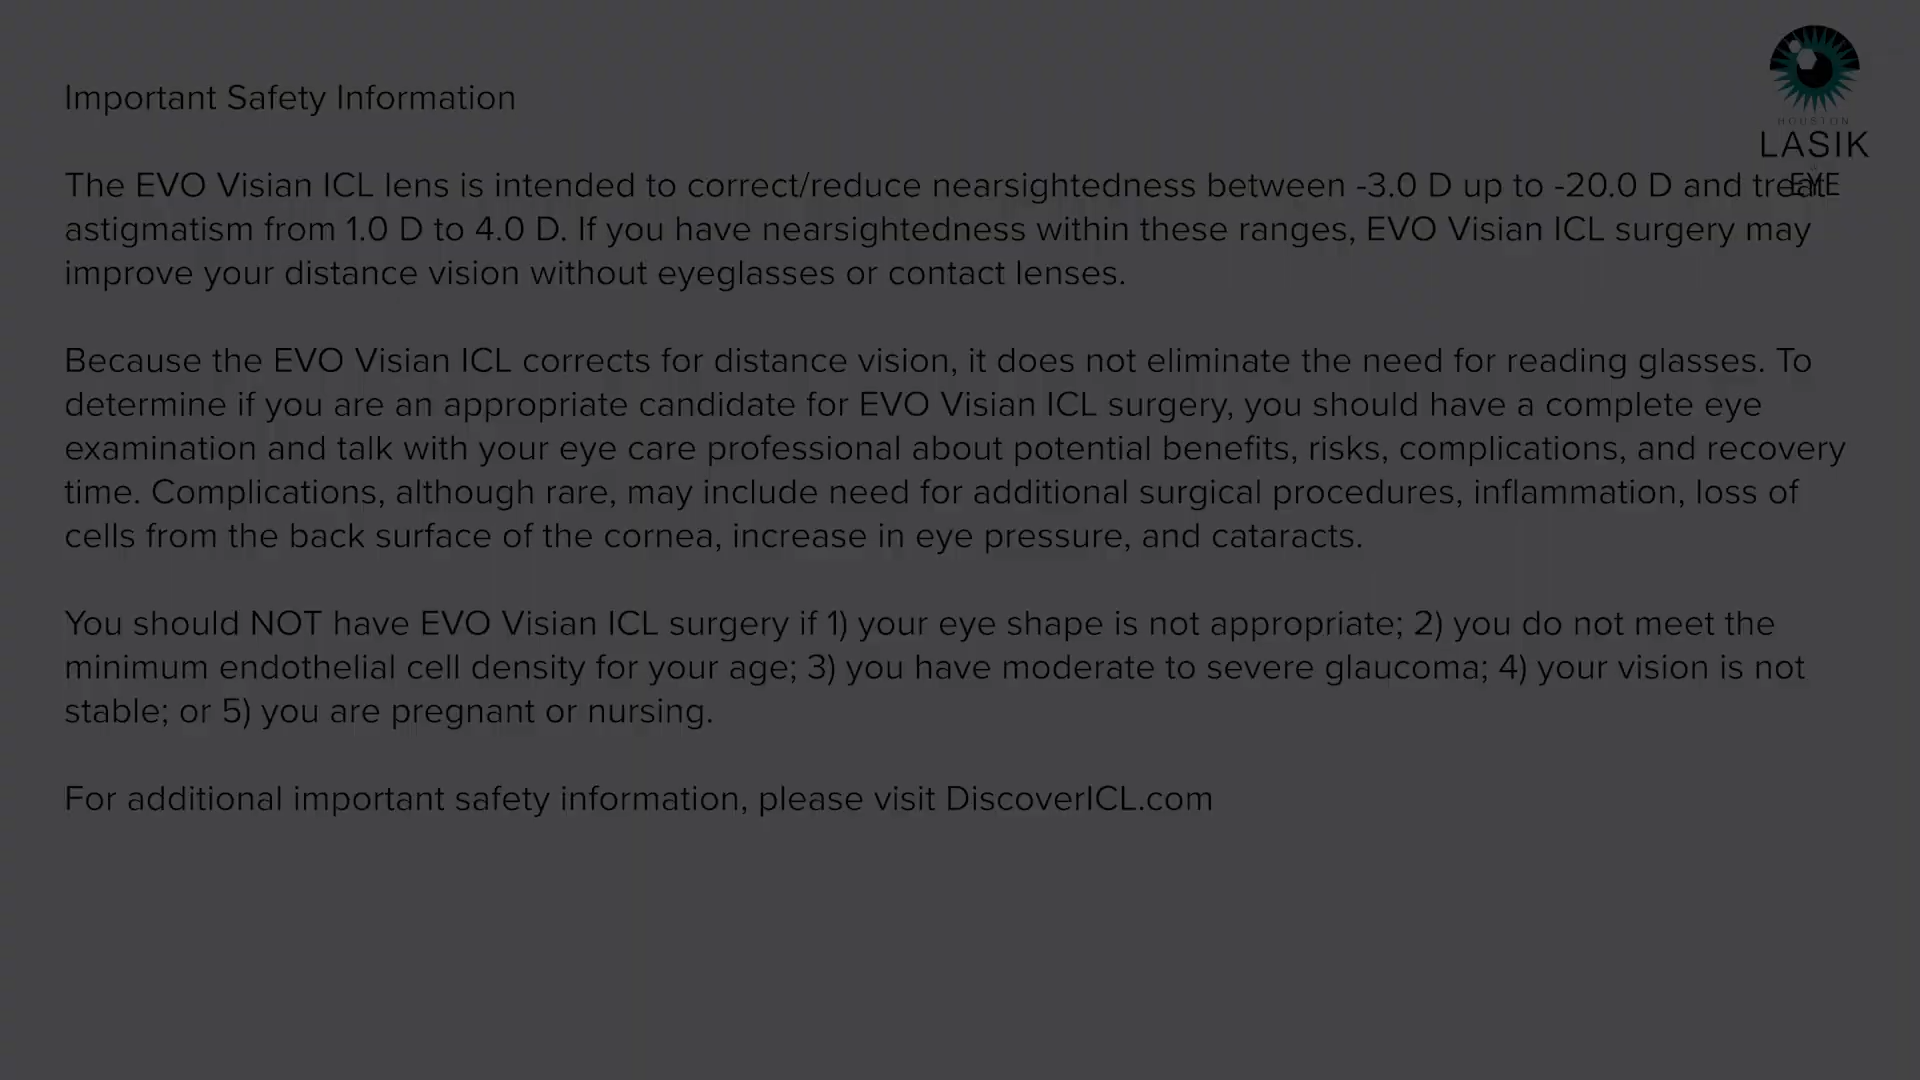 Important Safety Information
HOUSTON
LASIK
EYE
The EVO Visian ICL lens is intended to correct/reduce nearsightedness between -3.0 D up to -20.0 D and treat
astigmatism from 1.0 D to 4.0 D. If you have nearsightedness within these ranges, EVO Visian ICL surgery may
improve your distance vision without eyeglasses or contact lenses.
Because the EVO Visian ICL corrects for distance vision, it does not eliminate the need for reading glasses. To
determine if you are an appropriate candidate for EVO Visian ICL surgery, you should have a complete eye
examination and talk with your eye care professional about potential benefits, risks, complications, and recovery
time. Complications, although rare, may include need for additional surgical procedures, inflammation, loss of
cells from the back surface of the cornea, increase in eye pressure, and cataracts.
You should NOT have EVO Visian ICL surgery if 1) your eye shape is not appropriate; 2) you do not meet the
minimum endothelial cell density for your age; 3) you have moderate to severe glaucoma; 4) your vision is not
stable; or 5) you are pregnant or nursing.
For additional important safety information, please visit DiscoverICL.com